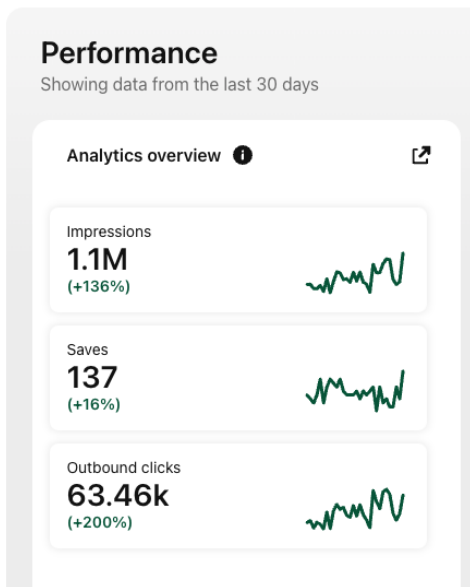 Performance
Showing data from the last 30 days
Analytics overview
Impressions
1.1M
(+136%)
Saves
137
(+16%)
Outbound clicks
63.46k
(+200%)